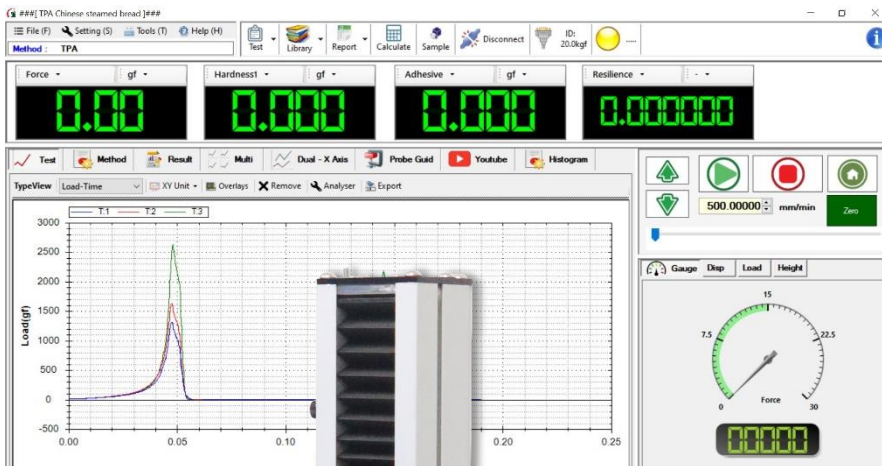 ###[ TPA Chinese steamed bread ]###
File (F) Setting (S) Tools (T) Help (H)
Method : TPA
Test Library Report Calculate Sample Disconnect ID: 20.0kgf ....
Force gf Hardness1 gf Adhesive gf Resilience -
0.00 0.000 0.000 0.000000
Test Method Result Multi Dual - X Axis Probe Guid Youtube Histogram
TypeView Load-Time XY Unit Overlays Remove Analyser Export
500.00000 mm/min Zero
T:1 T:2 T:3
Load(gf)
3000
2500
2000
1500
1000
500
0
-500
0.00 0.05 0.10 0.20 0.25
Gauge Disp Load Height
15
7.5 22.5
0 Force 30
00000